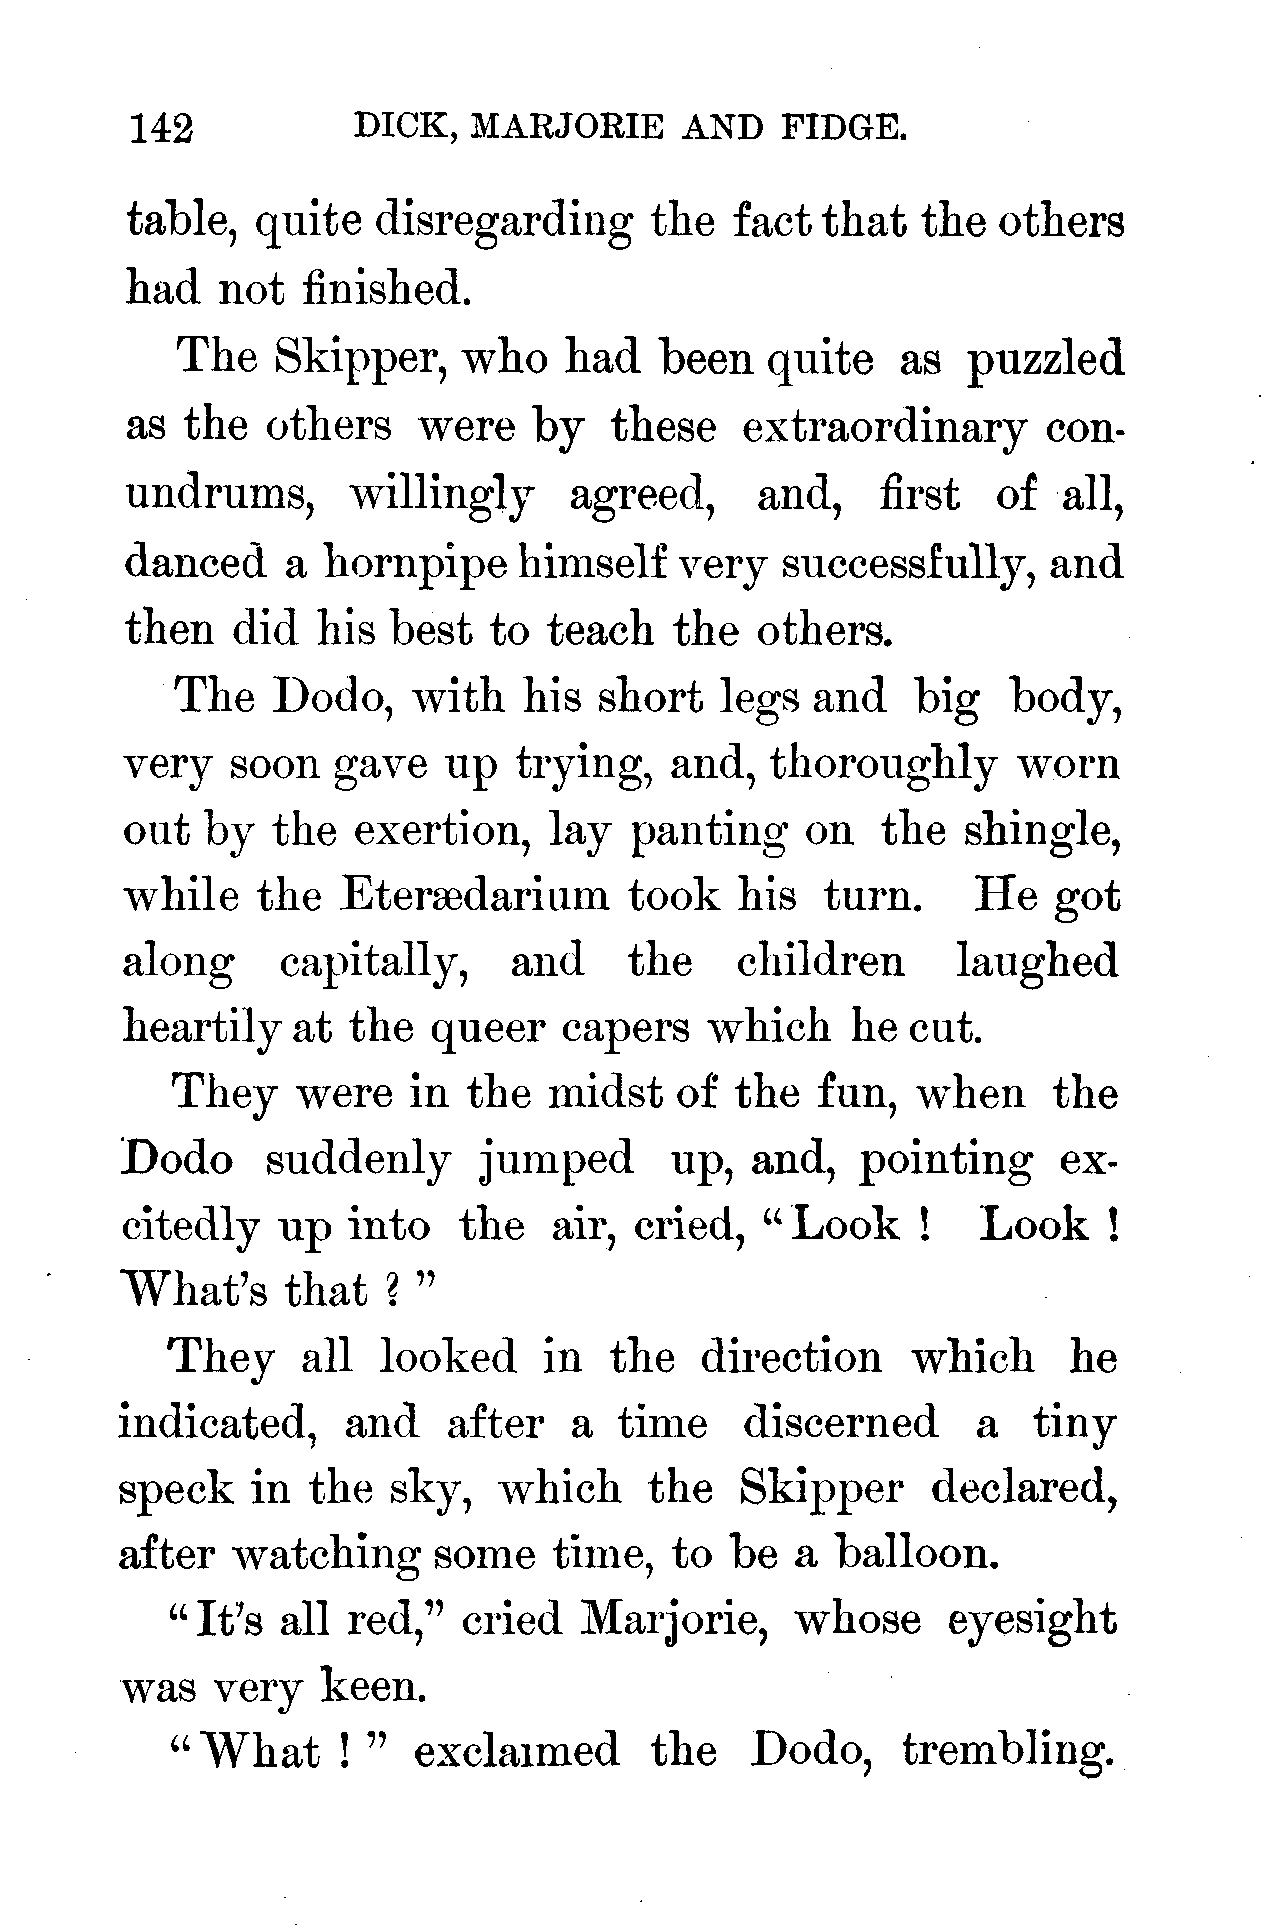 142 DICK, MARJORIE AND FIDGE.
table, quite disregarding the fact that the others
had not finished.
The Skipper, who had been quite as puzzled
as the others were by these extraordinary con-
undrums, willingly agreed, and, first of all,
danced a hornpipe himself very successfully, and
then did his best to teach the others.
The Dodo, with his short legs and big body,
very soon gave up trying, and, thoroughly worn
out by the exertion, lay panting on the shingle,
while the Eteræedarium took his turn. He got
along capitally, and the children laughed
heartily at the queer capers which he cut.
They were in the midst of the fun, when the
Dodo suddenly jumped up, and, pointing ex-
citedly up into the air, cried, “Look ! Look !
What's that ? ”
They all looked in the direction which he
indicated, and after a time discerned a tiny
speck in the sky, which the Skipper declared,
after watching some time, to be a balloon.
“It's all red,” cried Marjorie, whose eyesight
was very keen.
“What ! ” exclaimed the Dodo, trembling.